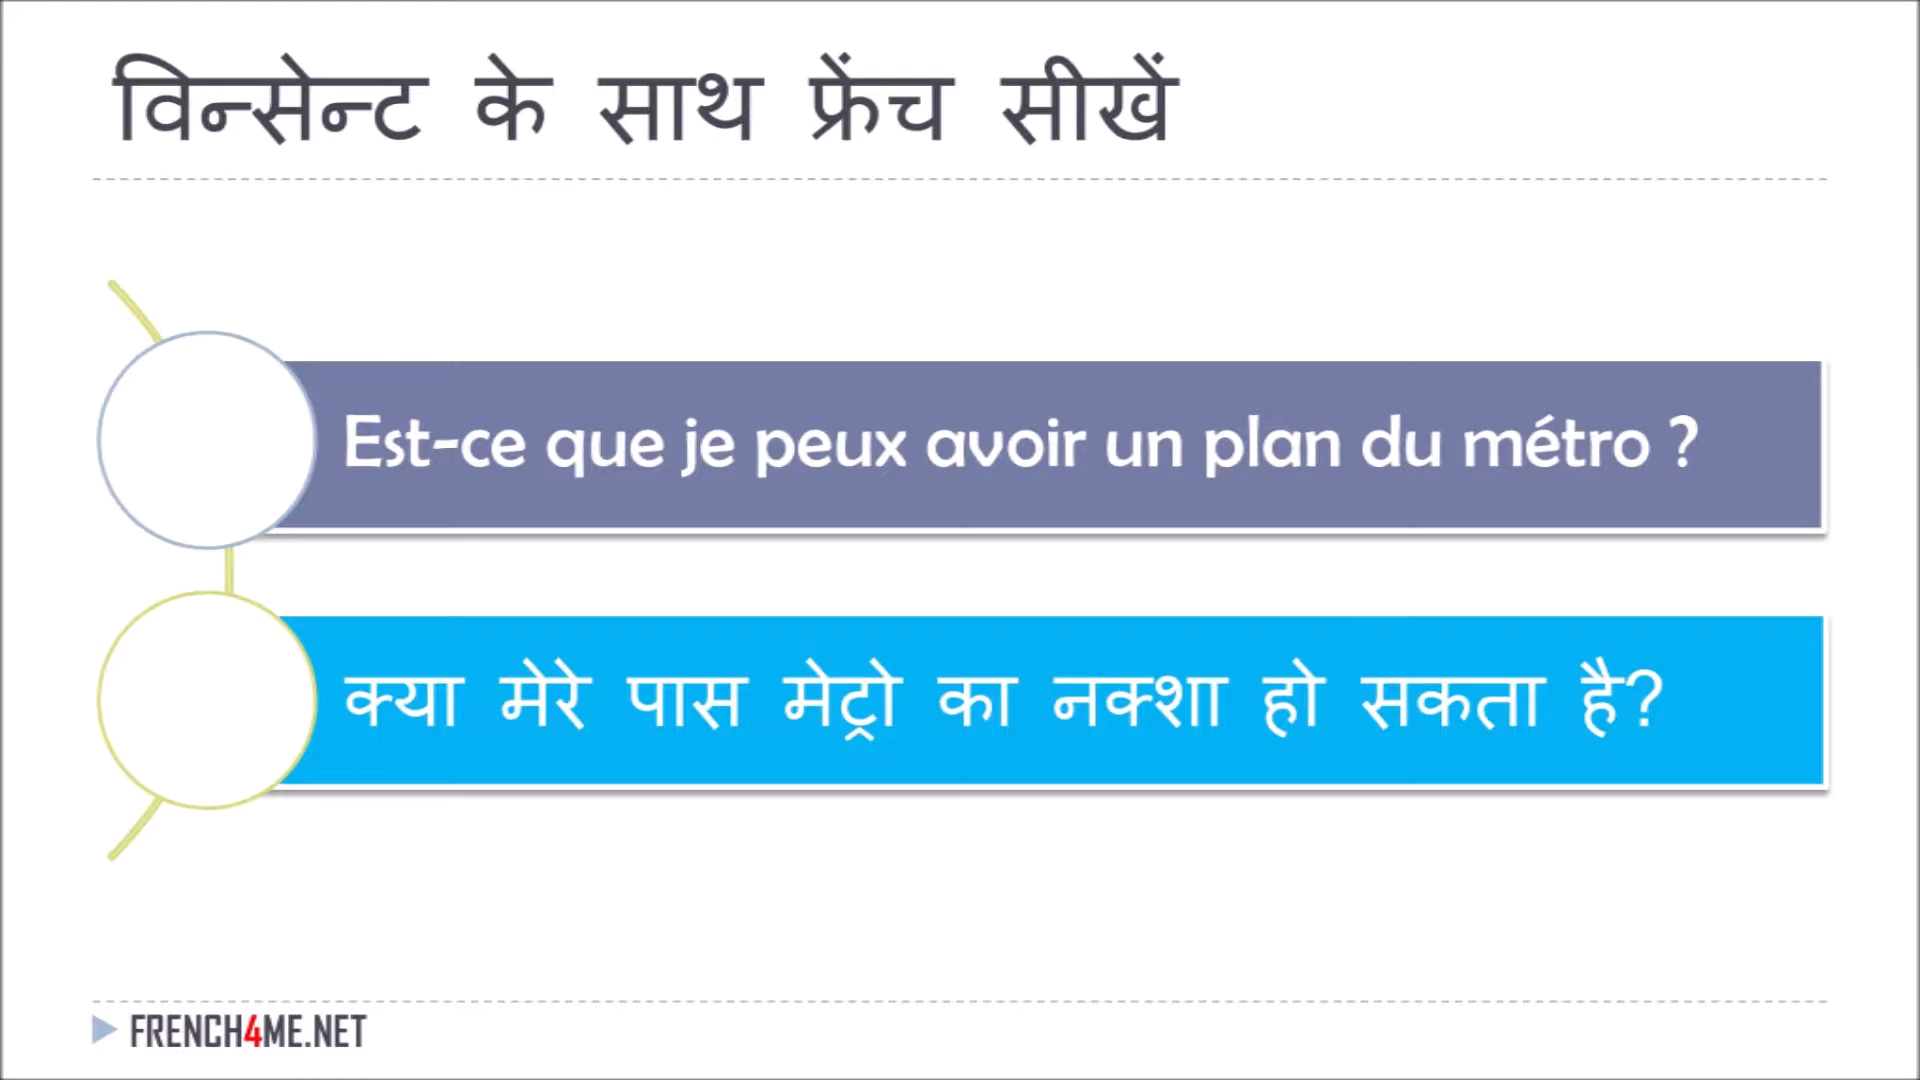 विन्सेन्ट के साथ फ्रेंच सीखें
Est-ce que je peux avoir un plan du métro ?
क्या मेरे पास मेट्रो का नक्शा हो सकता है?
FRENCH4ME.NET